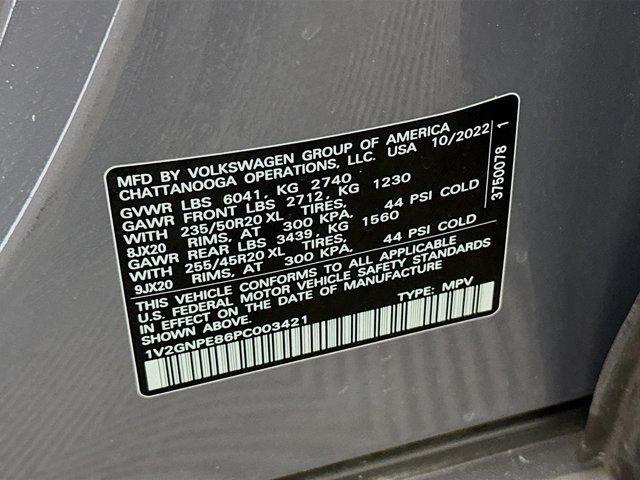 MFD BY VOLKSWAGEN GROUP OF AMERICA
CHATTANOOGA OPERATIONS, LLC. USA 10/2022
GVWR LBS 6041, KG 2740
GAWR FRONT LBS 2712, KG 1230
WITH 235/50R20 XL TIRES,
8JX20 RIMS, AT 300 KPA, 44 PSI COLD
GAWR REAR LBS 3439, KG 1560
WITH 255/45R20 XL TIRES,
9JX20 RIMS, AT 300 KPA, 44 PSI COLD
THIS VEHICLE CONFORMS TO ALL APPLICABLE
U.S. FEDERAL MOTOR VEHICLE SAFETY STANDARDS
IN EFFECT ON THE DATE OF MANUFACTURE
SHOWN ABOVE.
1V2GNPE86PC003421 TYPE: MPV
3750078 1